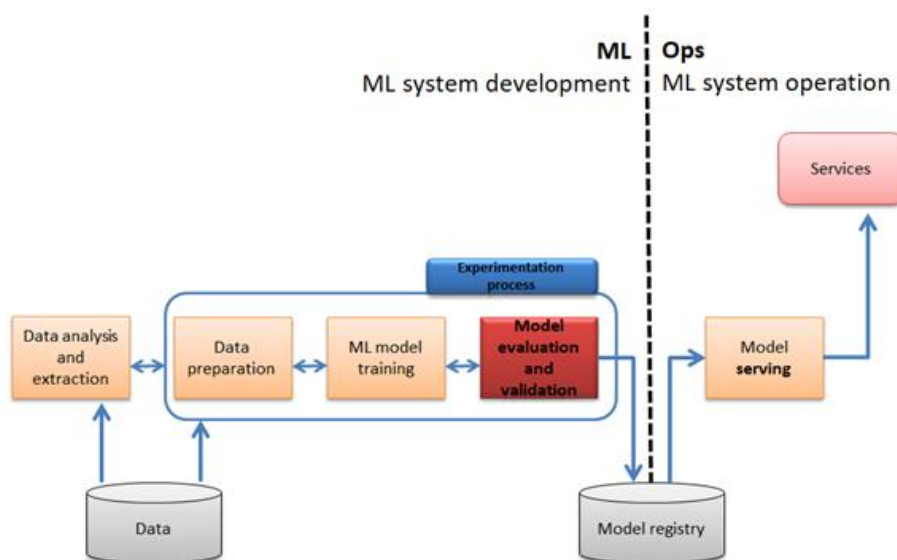 ML Ops
ML system development ML system operation
Services
Experimentation
process
Data analysis
and
extraction
Data
preparation
ML model
training
Model
evaluation
and
validation
Model
serving
Data
Model registry